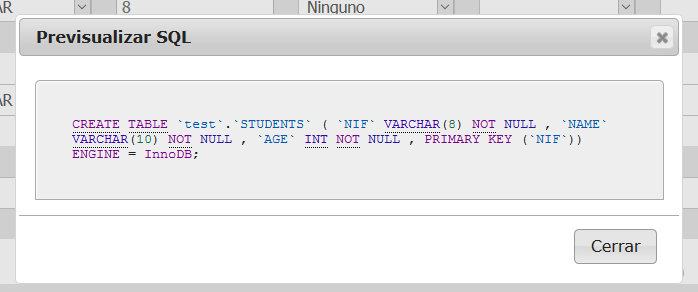 AR
8
Ninguno
Previsualizar SQL
AR
CREATE TABLE `test`.`STUDENTS` ( `NIF` VARCHAR(8) NOT NULL , `NAME`
VARCHAR(10) NOT NULL , `AGE` INT NOT NULL , PRIMARY KEY (`NIF`))
ENGINE = InnoDB;
Cerrar